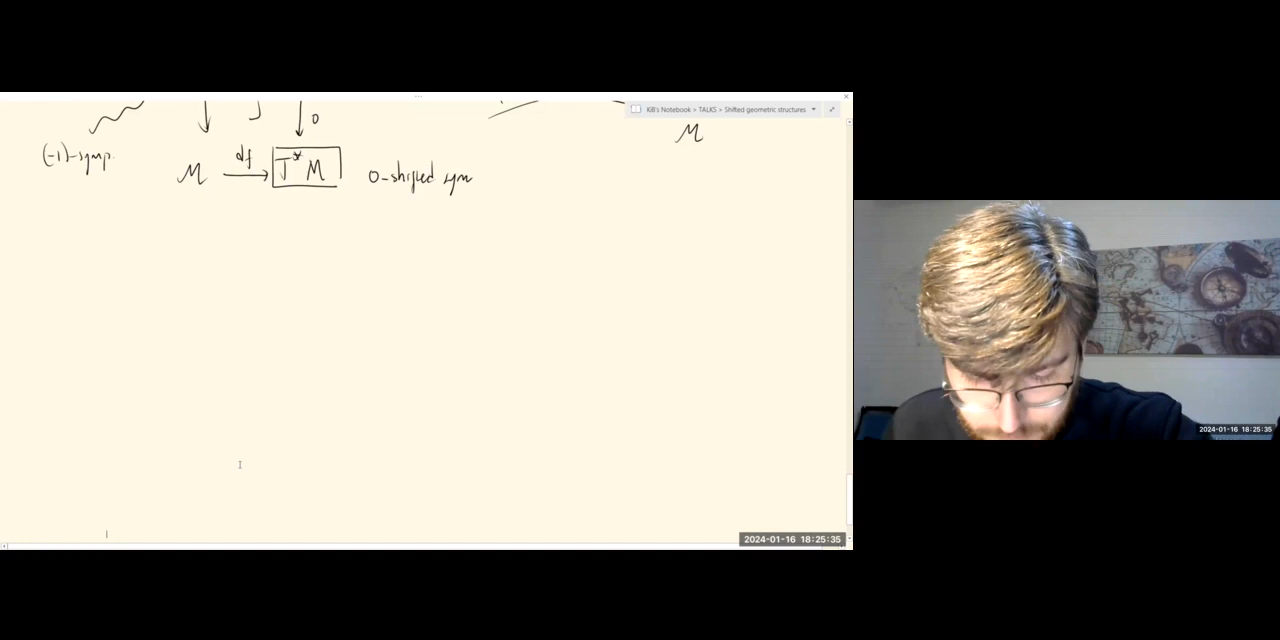 KiB's Notebook > TALKS > Shifted geometric structures
0
M
(-1)-symp.
M df T*M 0-shifted sym
2024-01-16 18:25:35
2024-01-16 18:25:35